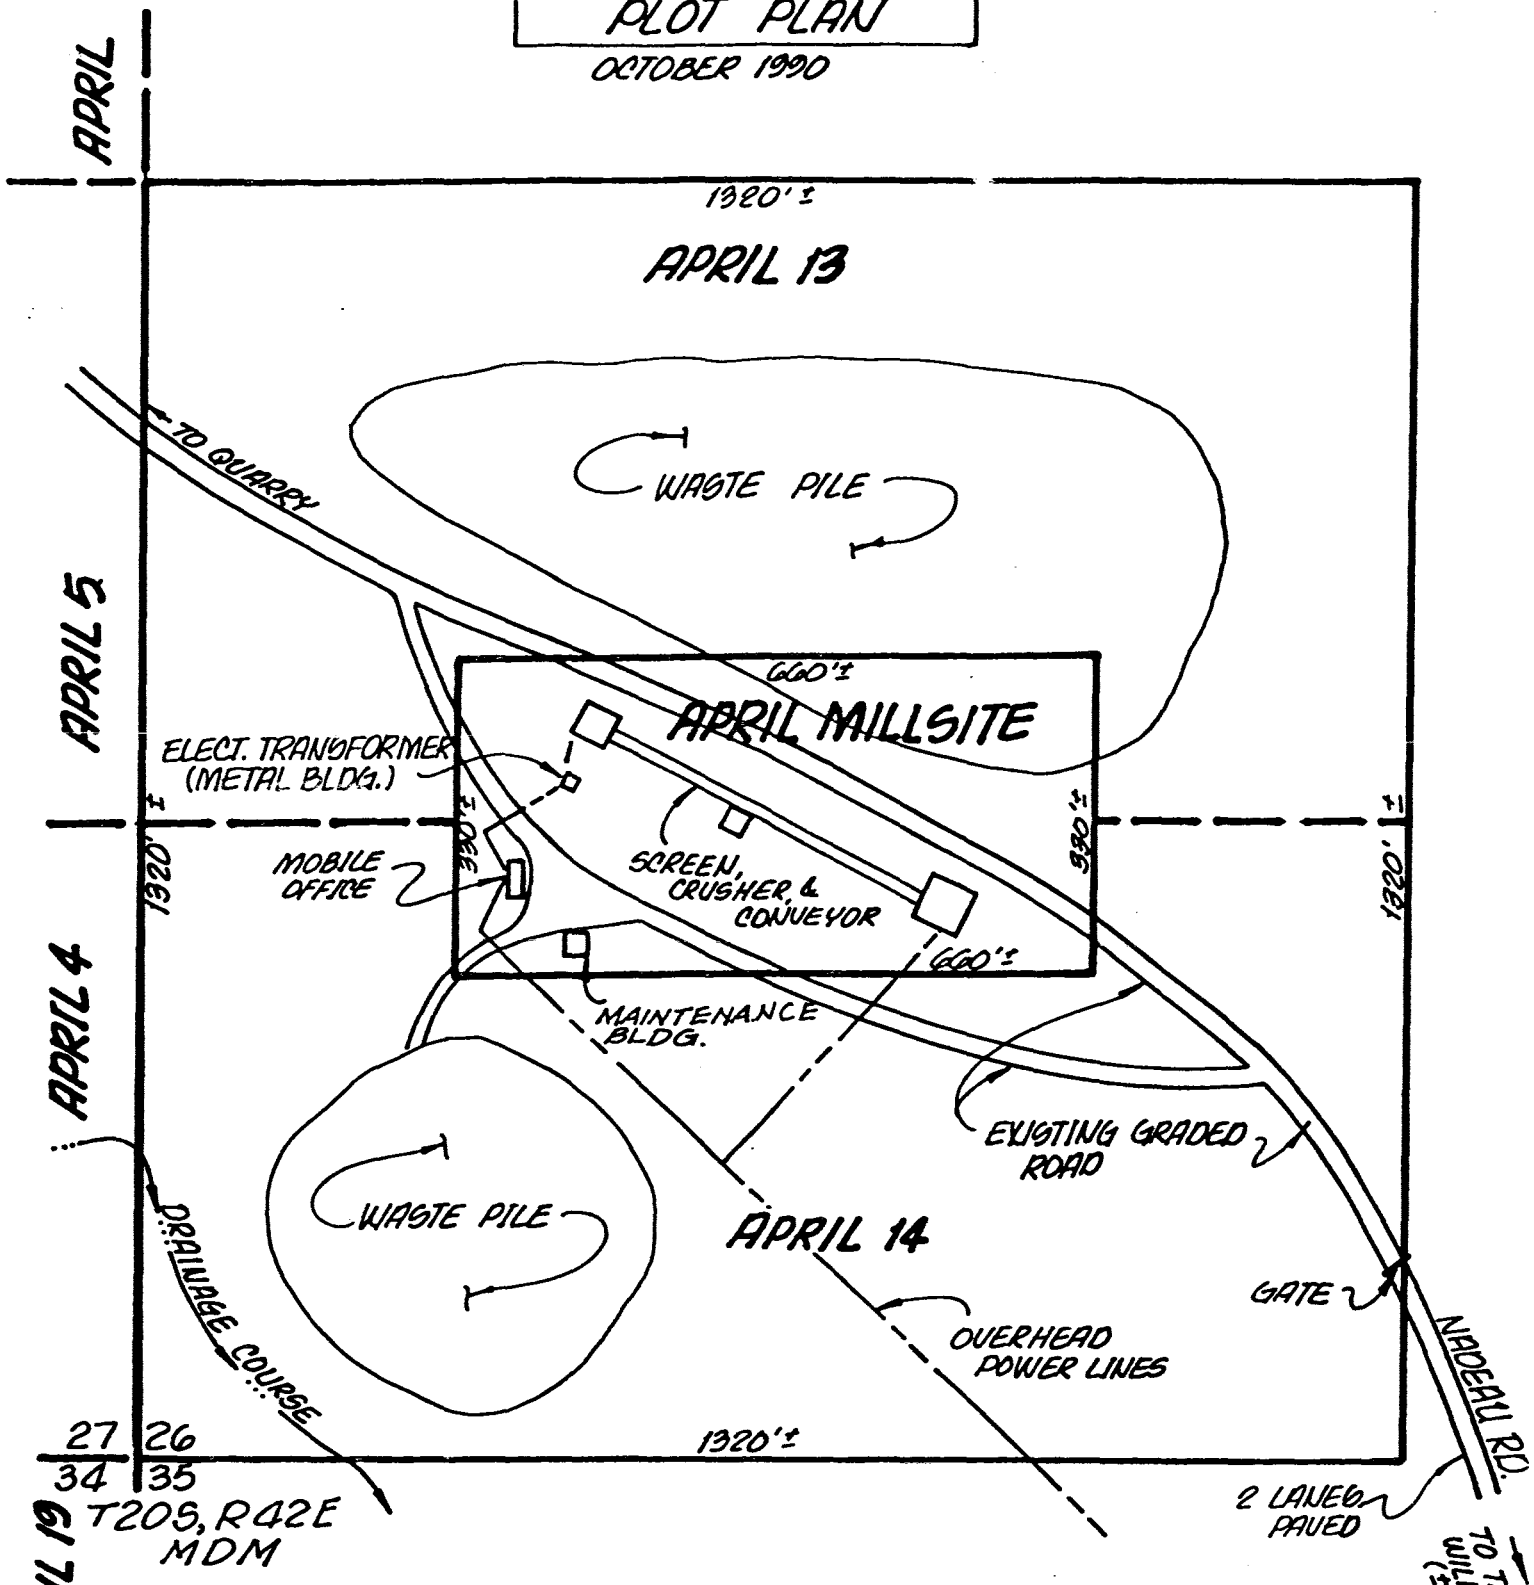 PLOT PLAN
OCTOBER 1990
APRIL
1320'±
APRIL 13
TO QUARRY
WASTE PILE
APRIL 5
660'±
APRIL MILLSITE
ELECT. TRANSFORMER
(METAL BLDG.)
1320'±
330'±
330'±
1320'±
MOBILE
OFFICE
SCREEN,
CRUSHER, &
CONVEYOR
660'±
APRIL 4
MAINTENANCE
BLDG.
EXISTING GRADED
ROAD
WASTE PILE
APRIL 14
DRAINAGE COURSE
GATE
OVERHEAD
POWER LINES
NADEAU RD.
27 26
1320'±
34 35
T20S, R42E
MDM
2 LANES
PAVED
19
TO